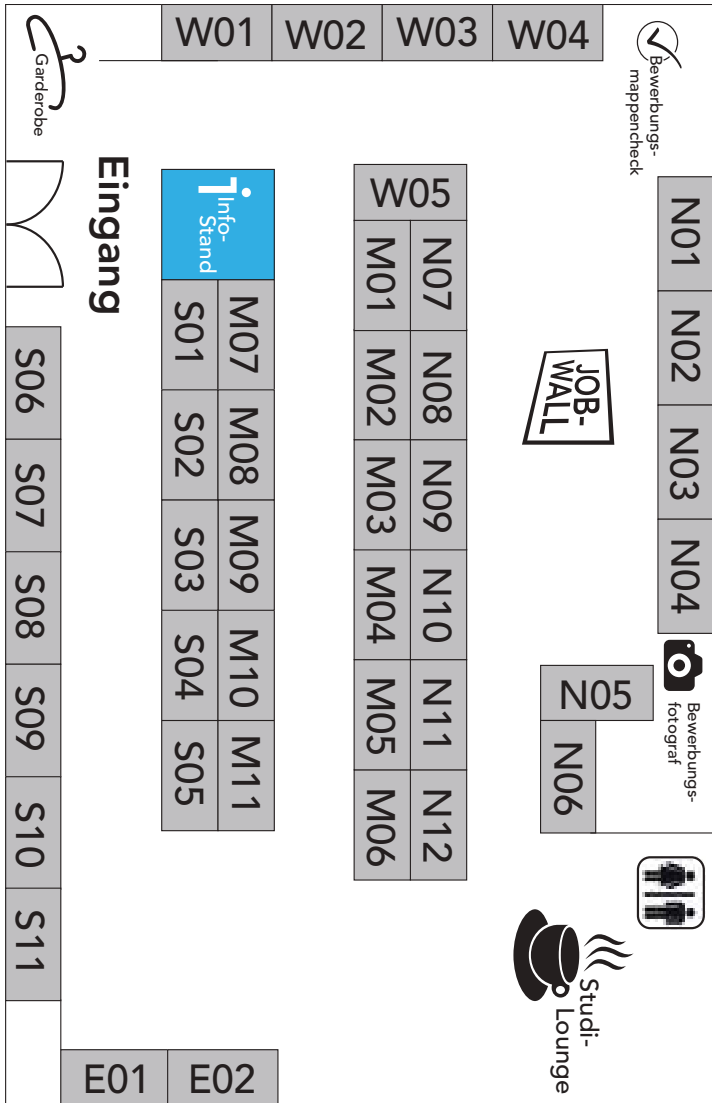 W01
W02
W03
W04
Garderobe
Bewerbungs-
mappencheck
Eingang
Info-
Stand
W05
N01
N02
N03
N04
JOB-
WALL
M01
M02
M03
M04
M05
M06
N07
N08
N09
N10
N11
N12
M07
M08
M09
M10
M11
S01
S02
S03
S04
S05
S06
S07
S08
S09
S10
S11
N05
N06
Bewerbungs-
fotograf
Studi-
Lounge
E01
E02